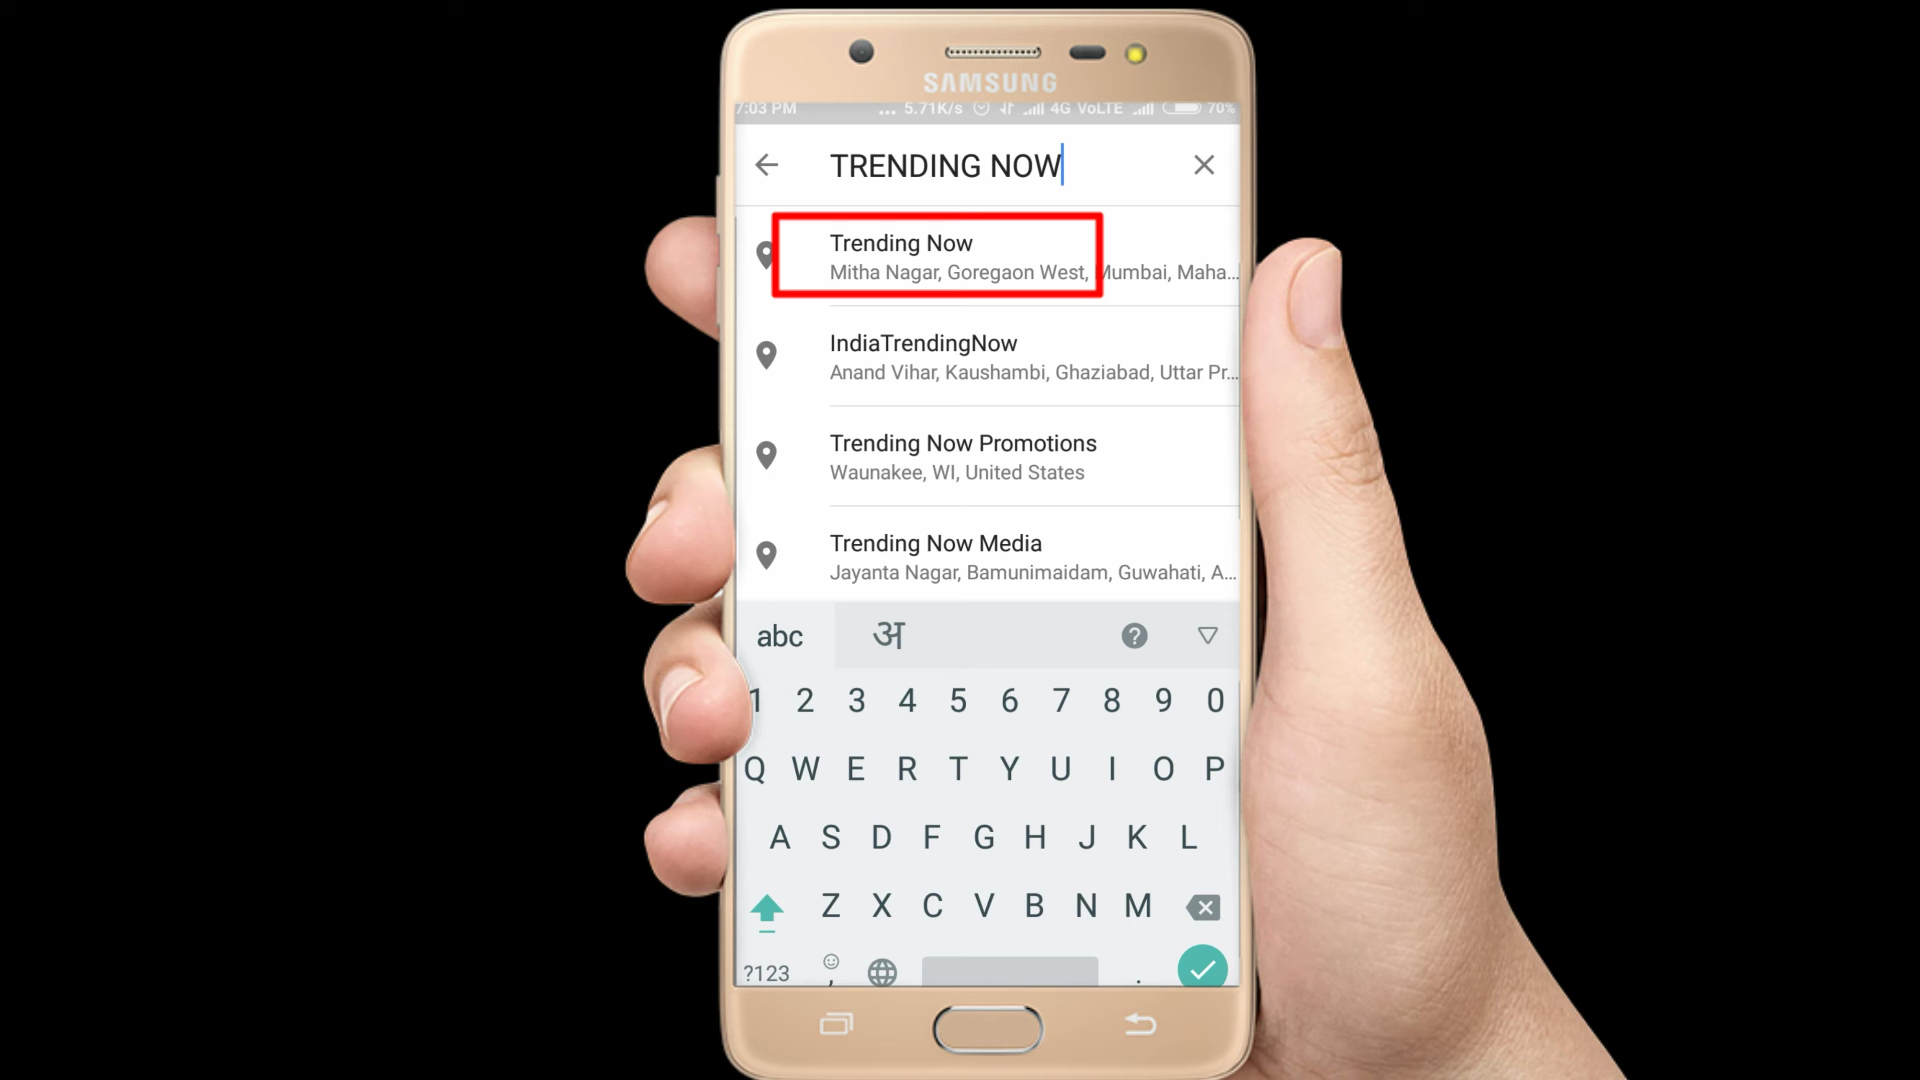 SAMSUNG
7:03 PM ... 5.71K/s 4G VoLTE 70%
TRENDING NOW
Trending Now
Mitha Nagar, Goregaon West, Mumbai, Maha...
IndiaTrendingNow
Anand Vihar, Kaushambi, Ghaziabad, Uttar Pr...
Trending Now Promotions
Waunakee, WI, United States
Trending Now Media
Jayanta Nagar, Bamunimaidam, Guwahati, A...
abc अ ?
1 2 3 4 5 6 7 8 9 0
Q W E R T Y U I O P
A S D F G H J K L
Z X C V B N M
?123 , .